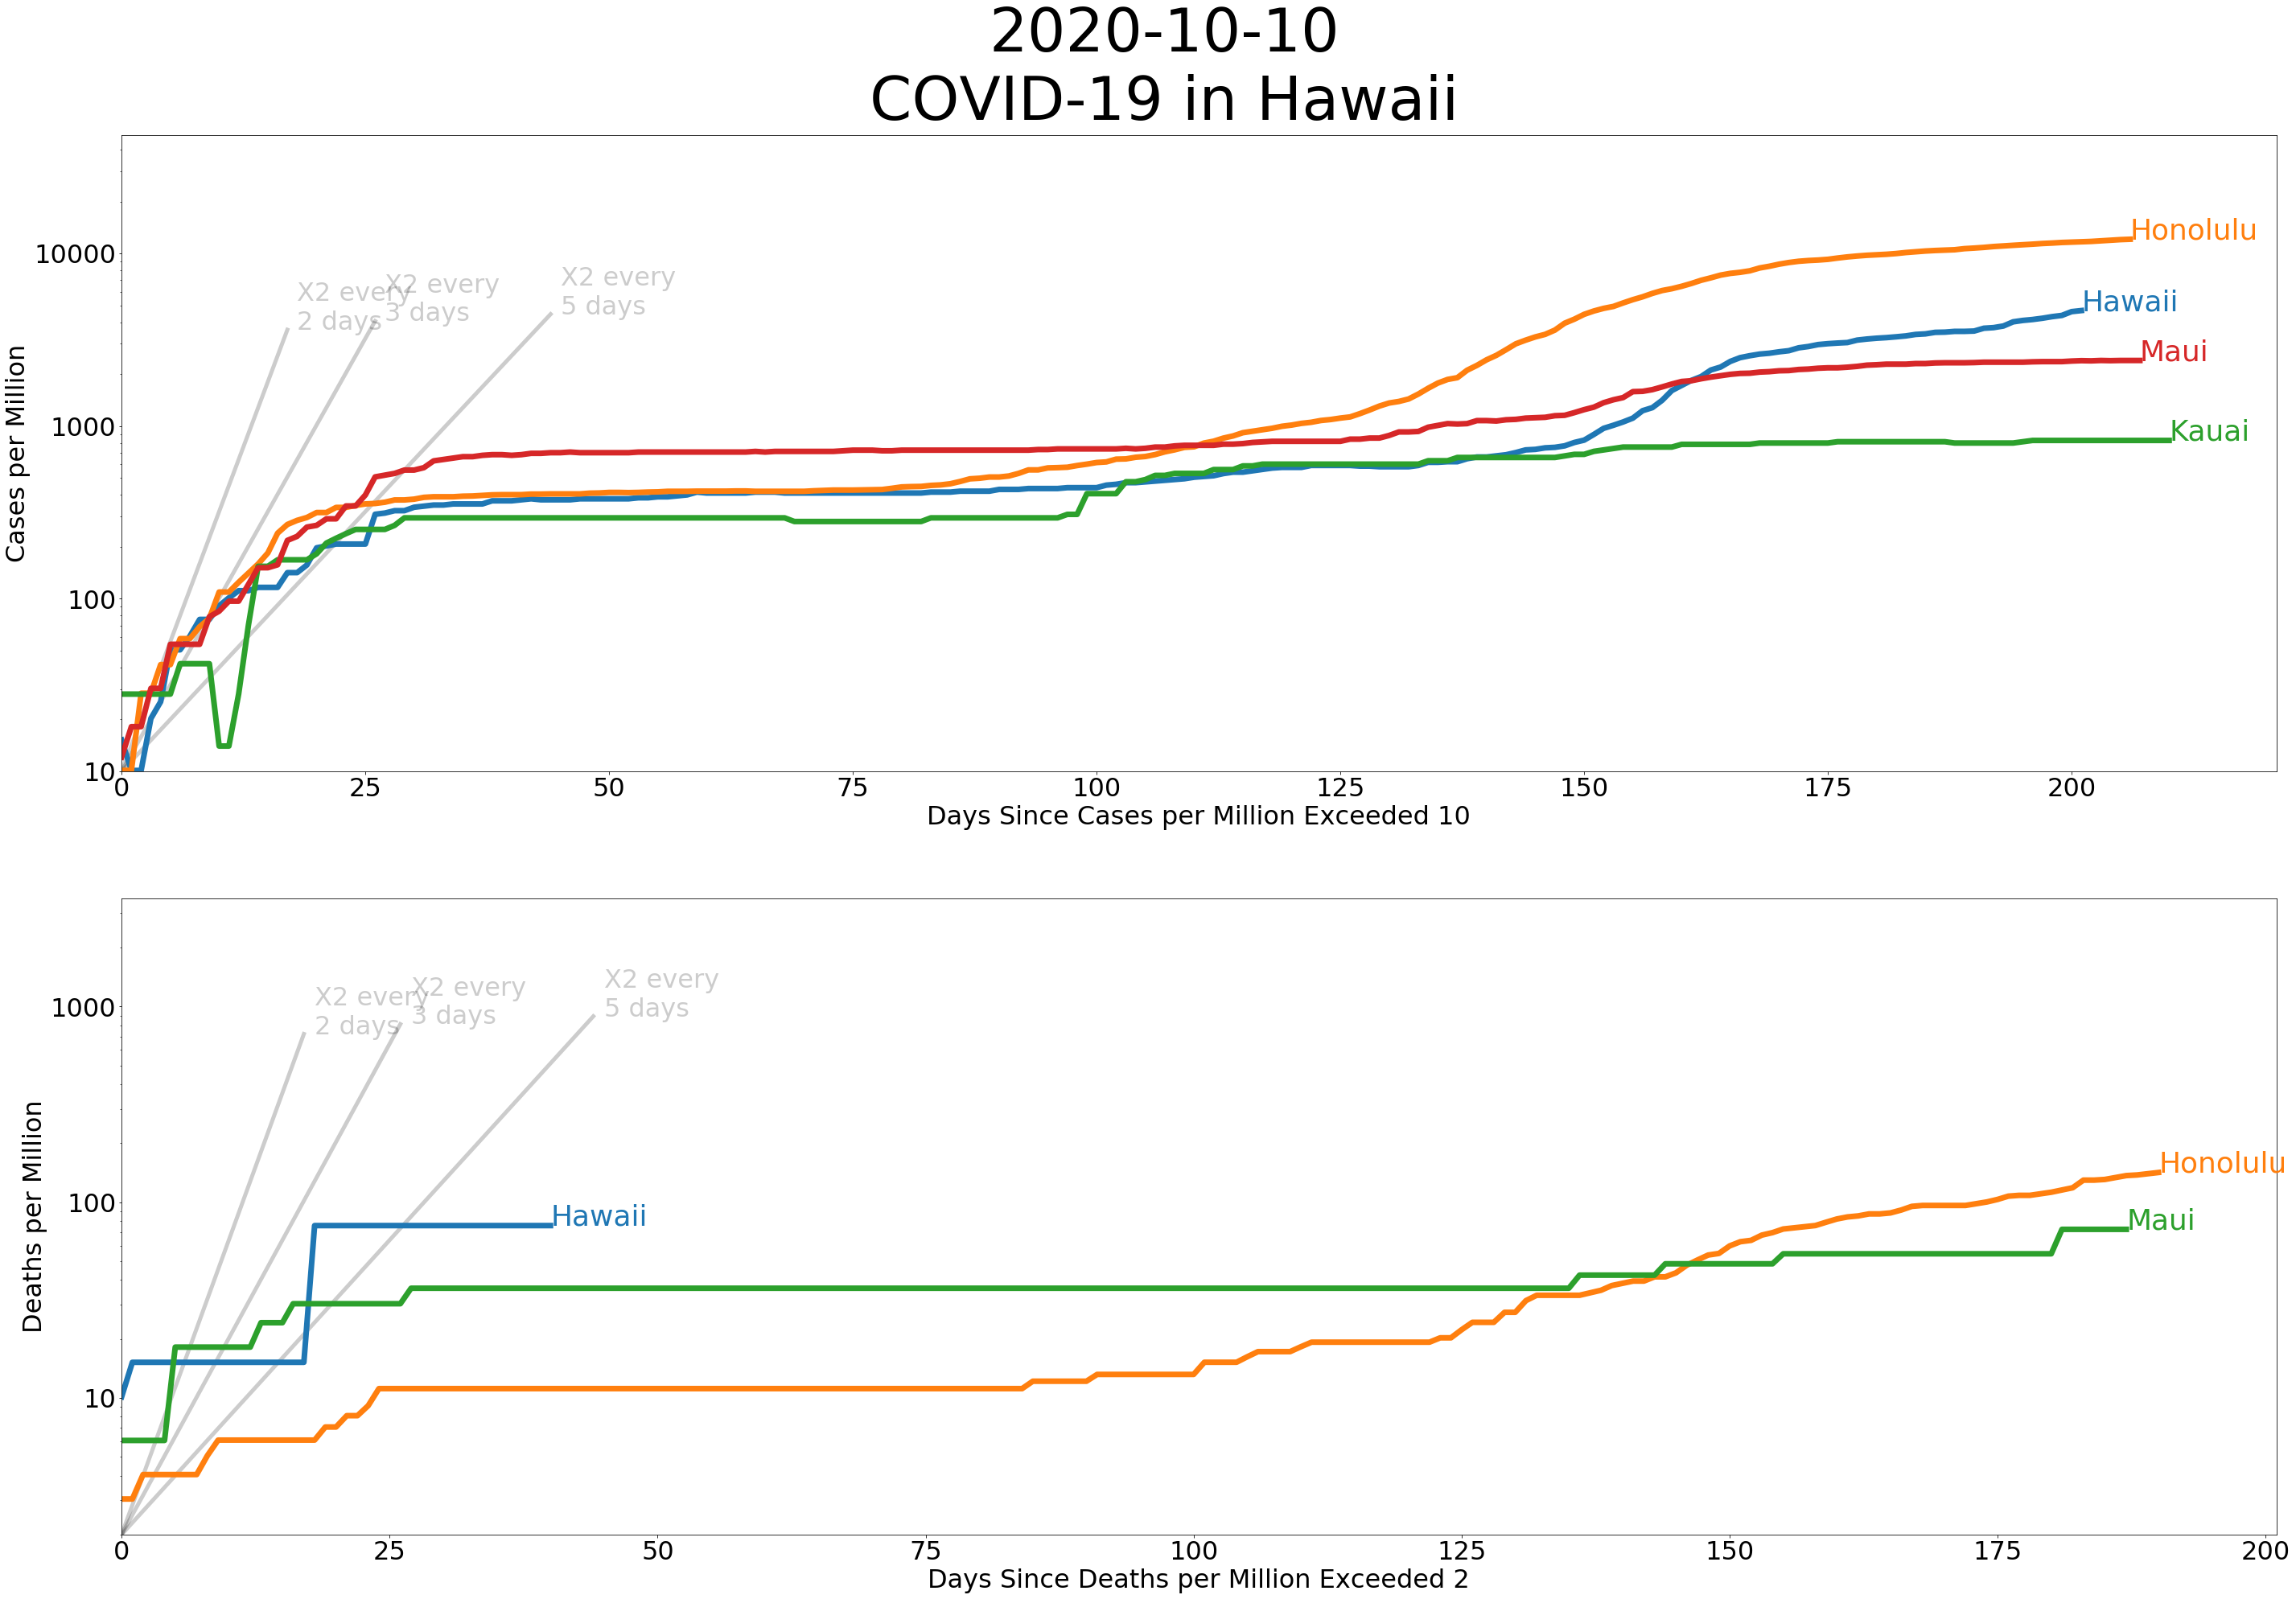 2020-10-10
COVID-19 in Hawaii
Cases per Million
10000
1000
100
10
X2 every
2 days
X2 every
3 days
X2 every
5 days
Honolulu
Hawaii
Maui
Kauai
0 25 50 75 100 125 150 175 200
Days Since Cases per Million Exceeded 10
Deaths per Million
1000
100
10
X2 every
2 days
X2 every
3 days
X2 every
5 days
Hawaii
Honolulu
Maui
0 25 50 75 100 125 150 175 200
Days Since Deaths per Million Exceeded 2